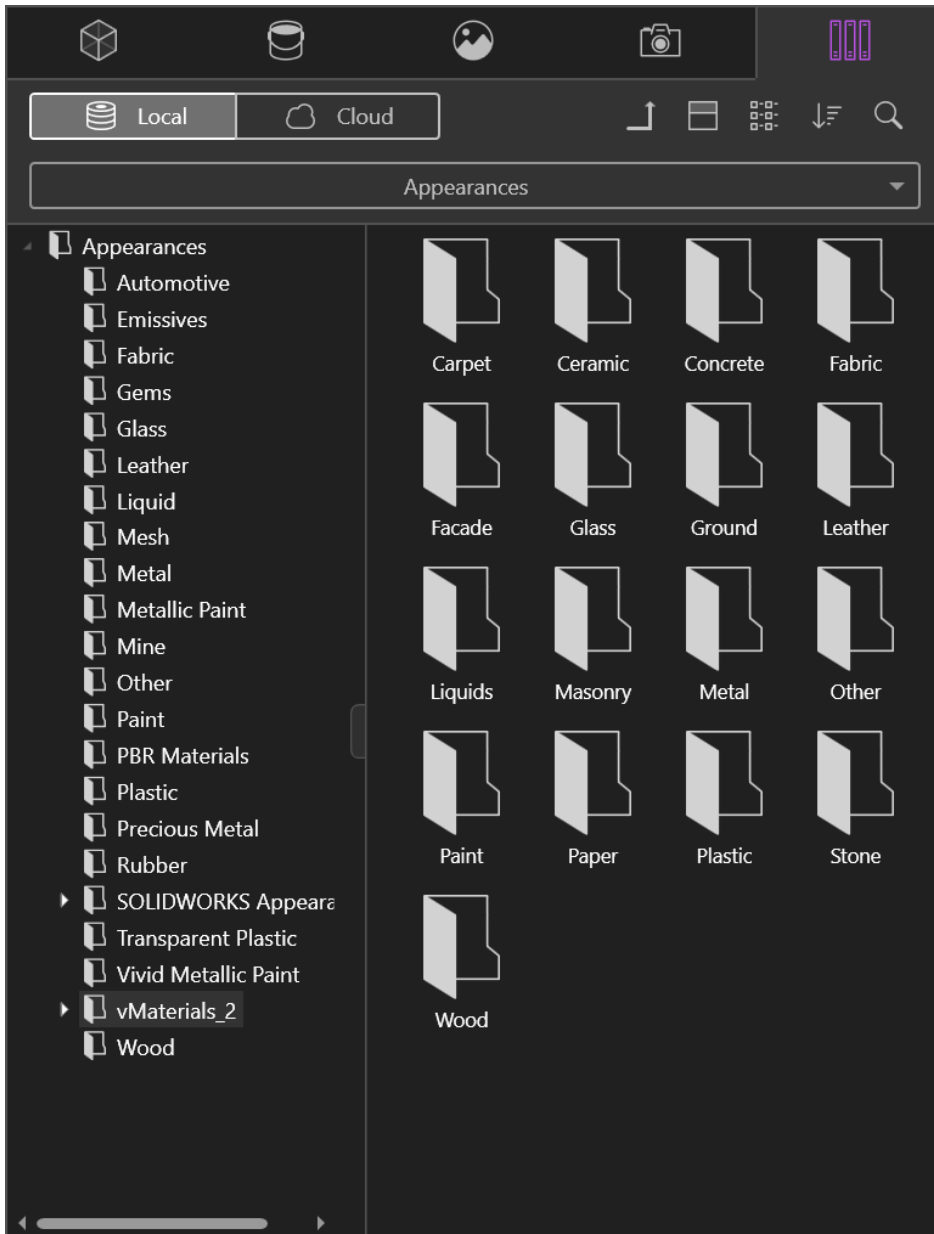 Local
Cloud
Appearances
Appearances
Automotive
Emissives
Fabric
Gems
Glass
Leather
Liquid
Mesh
Metal
Metallic Paint
Mine
Other
Paint
PBR Materials
Plastic
Precious Metal
Rubber
SOLIDWORKS Appeara
Transparent Plastic
Vivid Metallic Paint
vMaterials_2
Wood
Carpet Ceramic Concrete Fabric
Facade Glass Ground Leather
Liquids Masonry Metal Other
Paint Paper Plastic Stone
Wood